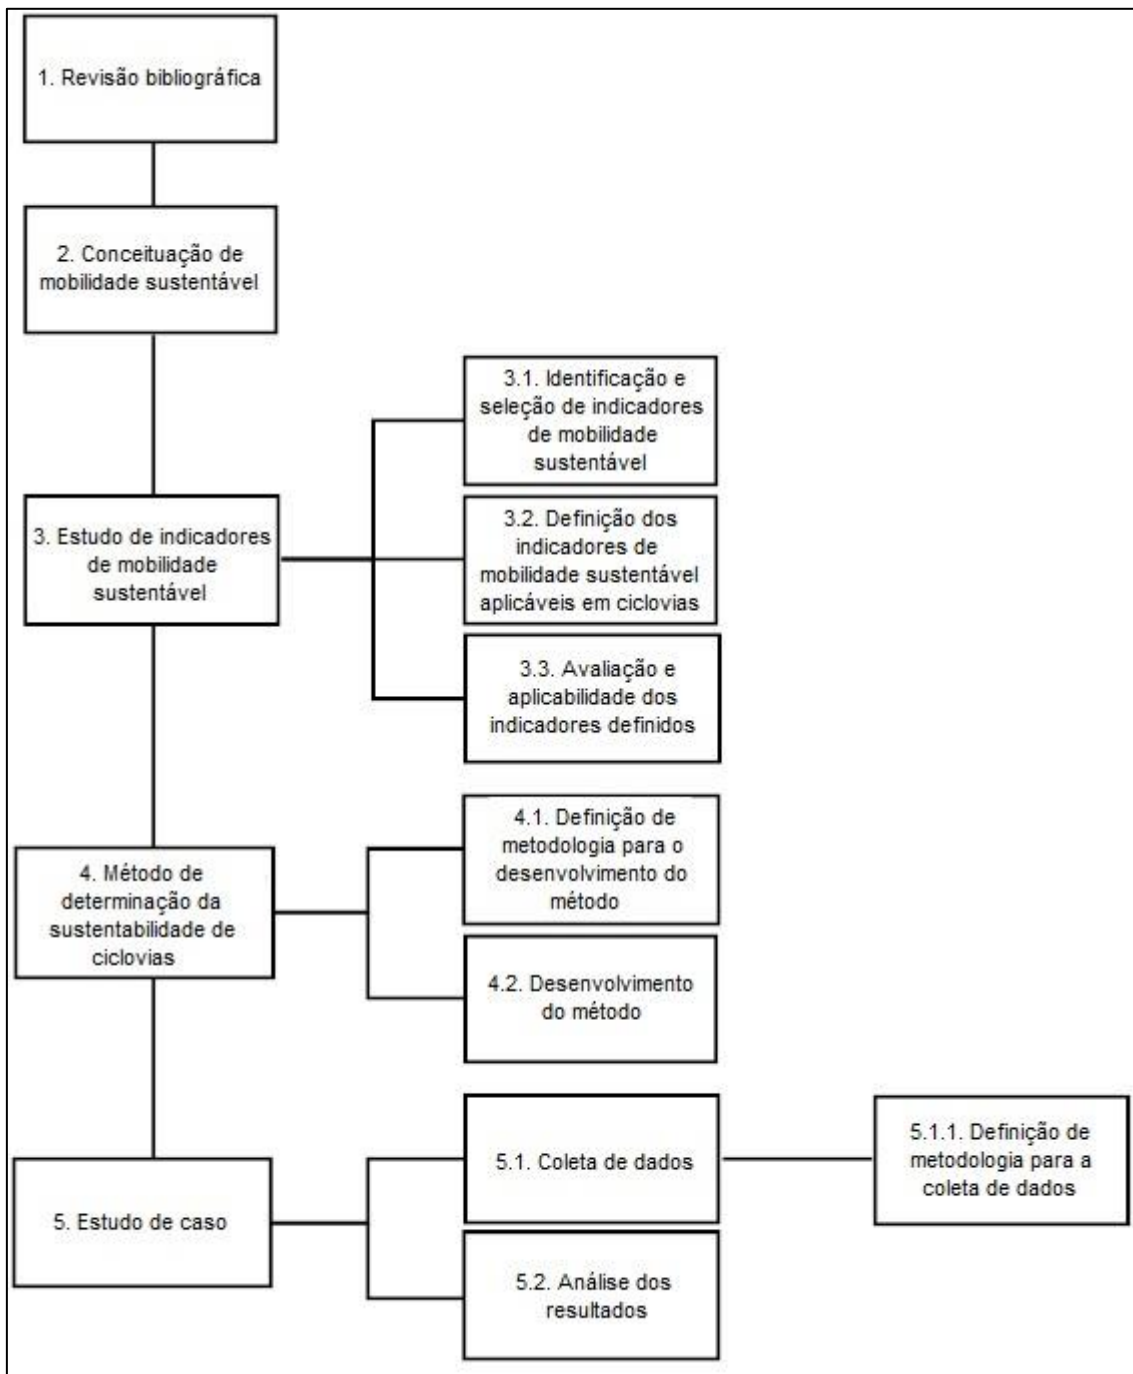 1. Revisão bibliográfica
2. Conceituação de
mobilidade sustentável
3. Estudo de indicadores
de mobilidade
sustentável
3.1. Identificação e
seleção de indicadores
de mobilidade
sustentável
3.2. Definição dos
indicadores de
mobilidade sustentável
aplicáveis em ciclovias
3.3. Avaliação e
aplicabilidade dos
indicadores definidos
4. Método de
determinação da
sustentabilidade de
ciclovias
4.1. Definição de
metodologia para o
desenvolvimento do
método
4.2. Desenvolvimento
do método
5. Estudo de caso
5.1. Coleta de dados
5.1.1. Definição de
metodologia para a
coleta de dados
5.2. Análise dos
resultados